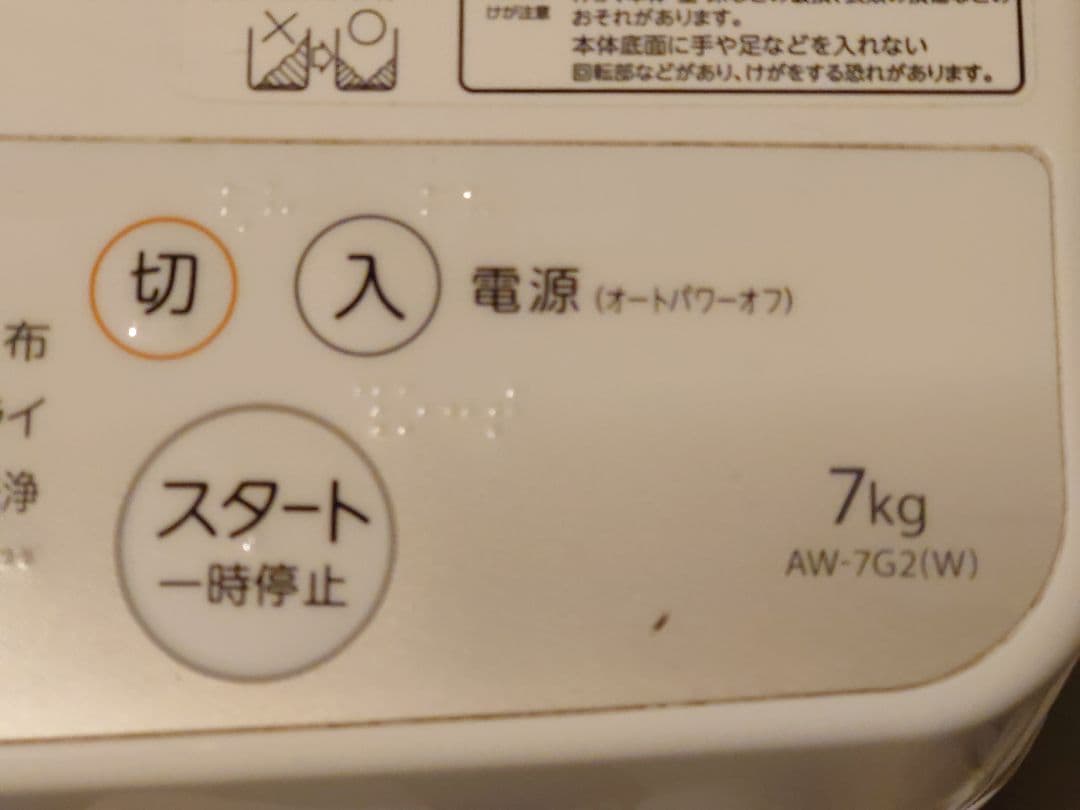 けが注意
おそれがあります。
本体底面に手や足などを入れない
回転部などがあり、けがをする恐れがあります。
切 入 電源 (オートパワーオフ)
布
イ
浄
スタート
一時停止
7kg
AW-7G2(W)